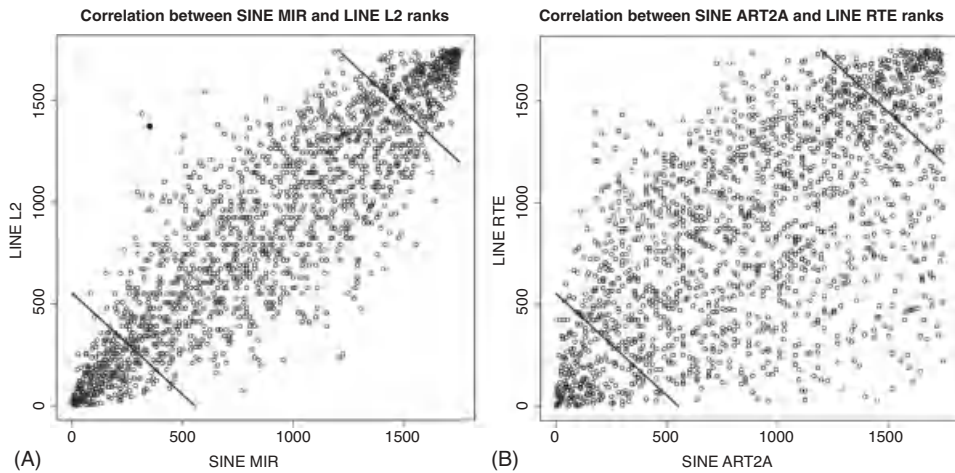 Correlation between SINE MIR and LINE L2 ranks
LINE L2
1500
1000
500
0
0 500 1000 1500
(A)
SINE MIR
Correlation between SINE ART2A and LINE RTE ranks
LINE RTE
1500
1000
500
0
0 500 1000 1500
(B)
SINE ART2A